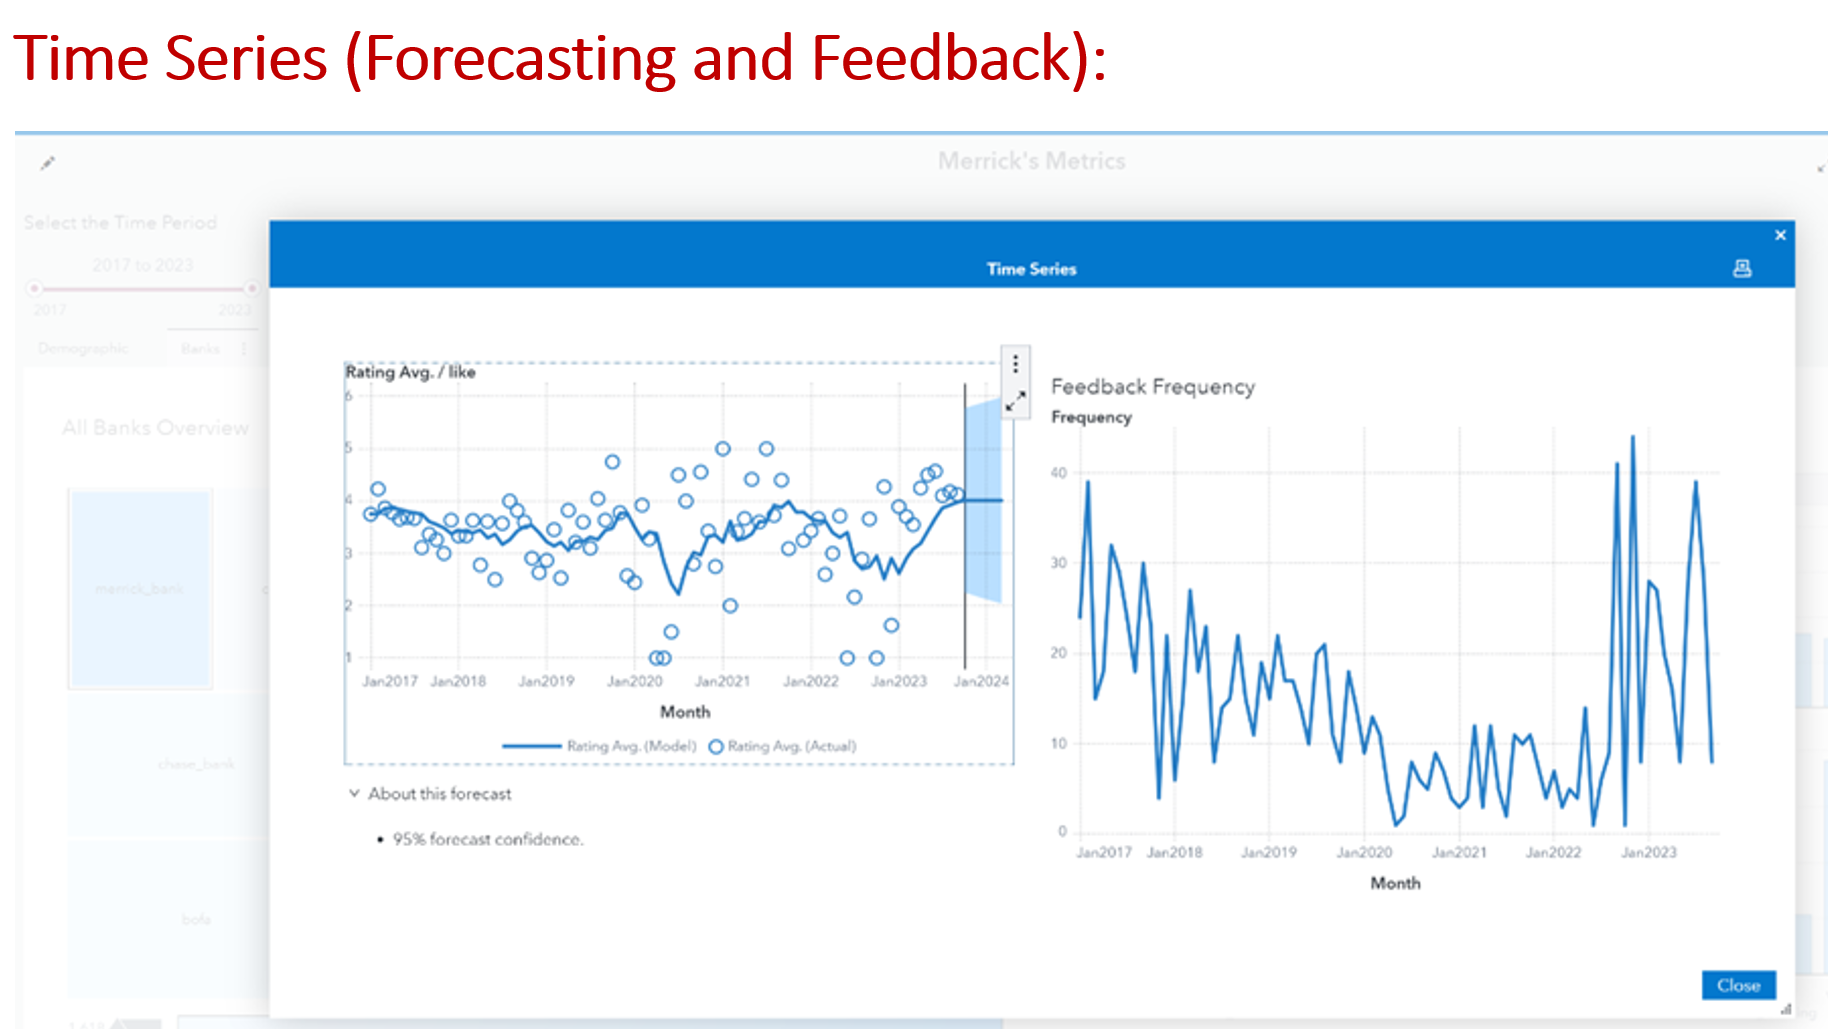 Time Series (Forecasting and Feedback):
Merrick's Metrics
Select the Time Period
2017 to 2023
2017 2023
Demographic Banks
All Banks Overview
merrick_bank
chase_bank
bofa
Time Series
Rating Avg. / like
6
5
4
3
2
1
Jan2017 Jan2018 Jan2019 Jan2020 Jan2021 Jan2022 Jan2023 Jan2024
Month
Rating Avg. (Model) Rating Avg. (Actual)
About this forecast
• 95% forecast confidence.
Feedback Frequency
Frequency
40
30
20
10
0
Jan2017 Jan2018 Jan2019 Jan2020 Jan2021 Jan2022 Jan2023
Month
Close